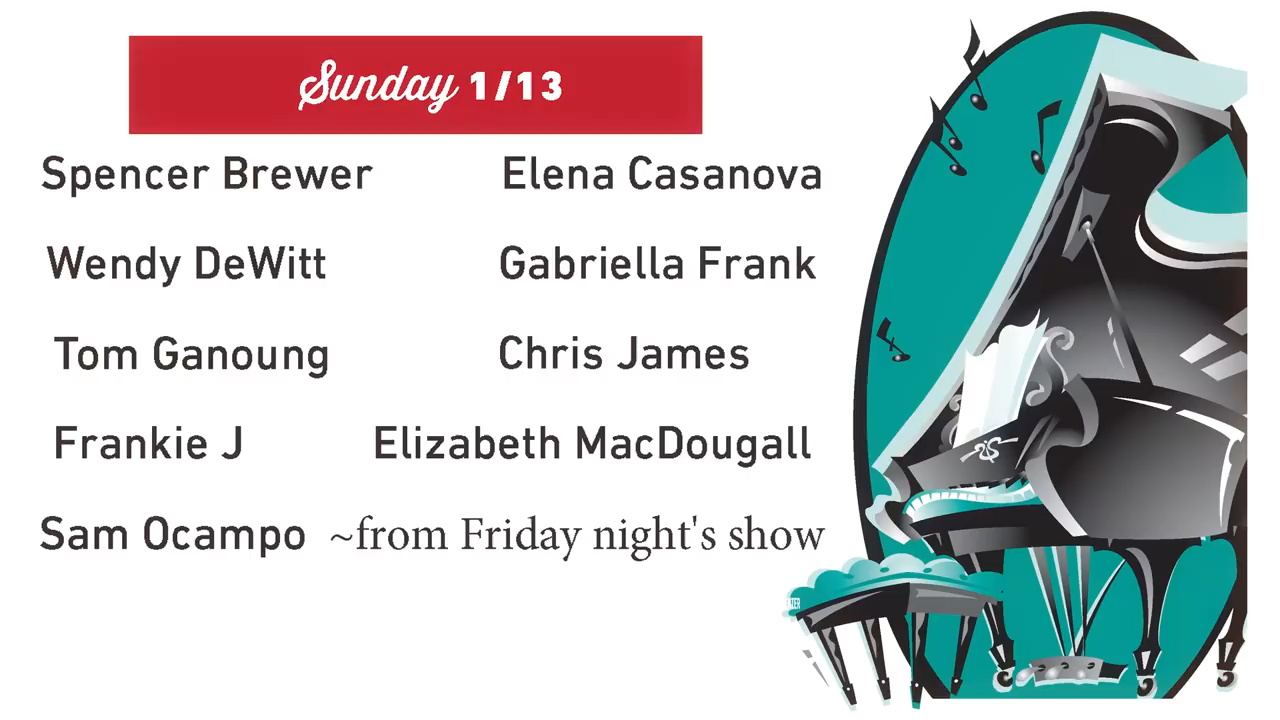 Sunday 1/13
Spencer Brewer Elena Casanova
Wendy DeWitt Gabriella Frank
Tom Ganoung Chris James
Frankie J Elizabeth MacDougall
Sam Ocampo ~from Friday night's show